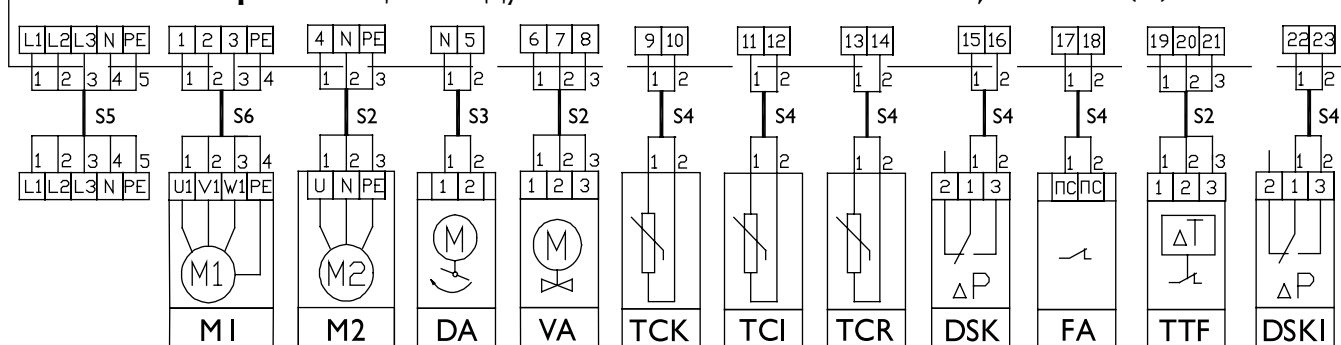 L1 L2 L3 N PE 1 2 3 PE 4 N PE N 5 6 7 8 9 10 11 12 13 14 15 16 17 18 19 20 21 22 23
1 2 3 4 5 1 2 3 4 1 2 3 1 2 1 2 3 1 2 1 2 1 2 1 2 1 2 1 2 3 1 2
S5 S6 S2 S3 S2 S4 S4 S4 S4 S4 S2 S4
1 2 3 4 5 1 2 3 4 1 2 3 1 2 1 2 3 1 2 1 2 1 2 1 2 1 2 1 2 3 1 2
L1 L2 L3 N PE U1 V1 W1 PE U N PE 1 2 1 2 3 2 1 3 ПС ПС 1 2 3 2 1 3
M1 M2 M M ΔP ΔT ΔP
M1 M2 DA VA TCK TCI TCR DSK FA TTF DSK1